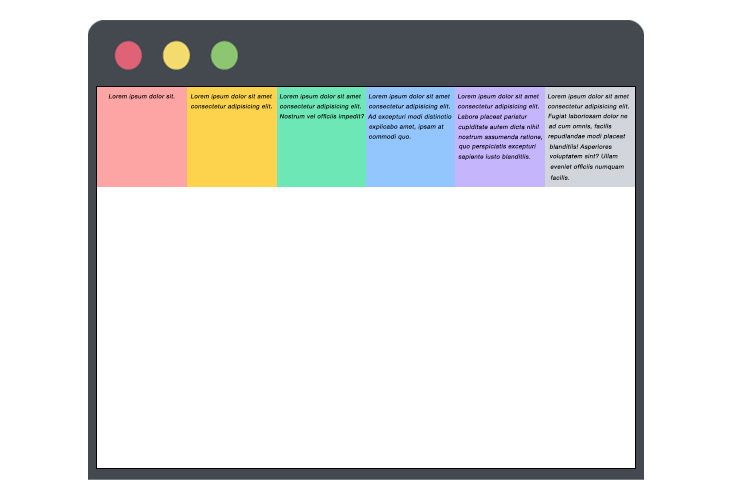 Lorem ipsum dolor sit.
Lorem ipsum dolor sit amet
consectetur adipisicing elit.
Lorem ipsum dolor sit amet
consectetur adipisicing elit.
Nostrum vel officiis impedit?
Lorem ipsum dolor sit amet
consectetur adipisicing elit.
Ad excepturi modi distinctio
explicabo amet, ipsam at
commodi quo.
Lorem ipsum dolor sit amet
consectetur adipisicing elit.
Labore placeat pariatur
cupiditate autem dicta nihil
nostrum assumenda ratione,
quo perspiciatis excepturi
sapiente iusto blanditiis.
Lorem ipsum dolor sit amet
consectetur adipisicing elit.
Fugiat laboriosam dolor ne
ad cum omnis, facilis
repudiandae modi placeat
blanditiis! Asperiores
voluptatem sint? Ullam
eveniet officiis numquam
facilis.